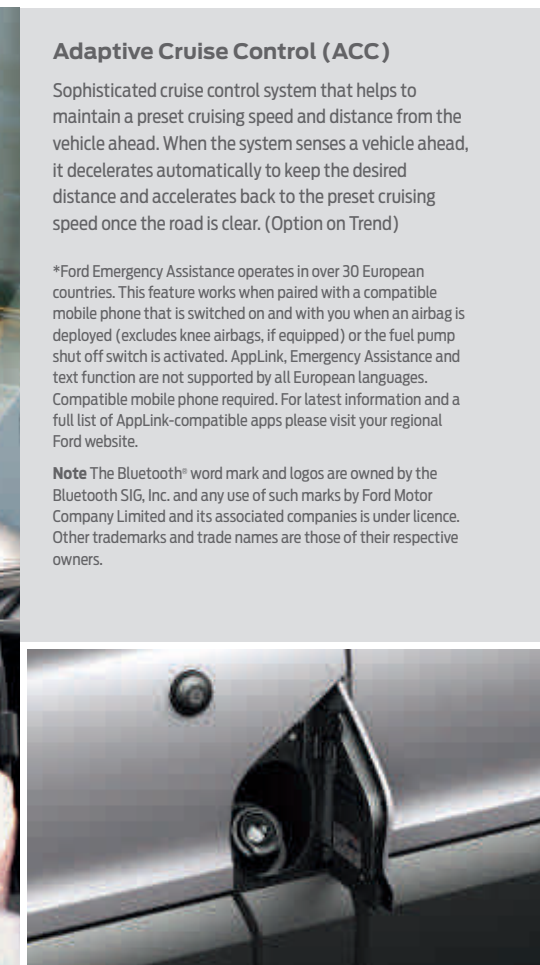 Adaptive Cruise Control (ACC)
Sophisticated cruise control system that helps to
maintain a preset cruising speed and distance from the
vehicle ahead. When the system senses a vehicle ahead,
it decelerates automatically to keep the desired
distance and accelerates back to the preset cruising
speed once the road is clear. (Option on Trend)
*Ford Emergency Assistance operates in over 30 European
countries. This feature works when paired with a compatible
mobile phone that is switched on and with you when an airbag is
deployed (excludes knee airbags, if equipped) or the fuel pump
shut off switch is activated. AppLink, Emergency Assistance and
text function are not supported by all European languages.
Compatible mobile phone required. For latest information and a
full list of AppLink-compatible apps please visit your regional
Ford website.
Note The Bluetooth® word mark and logos are owned by the
Bluetooth SIG, Inc. and any use of such marks by Ford Motor
Company Limited and its associated companies is under licence.
Other trademarks and trade names are those of their respective
owners.